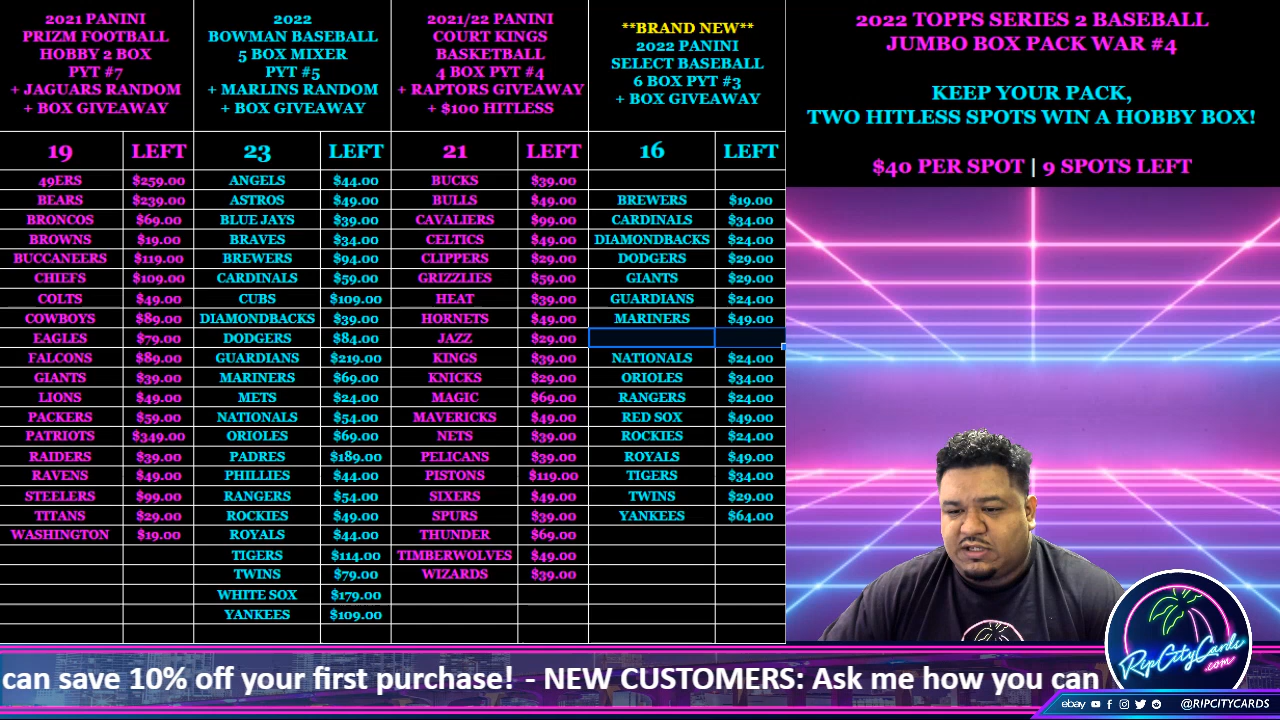 2021 PANINI
PRIZM FOOTBALL
HOBBY 2 BOX
PYT #7
+ JAGUARS RANDOM
+ BOX GIVEAWAY
2022
BOWMAN BASEBALL
5 BOX MIXER
PYT #5
+ MARLINS RANDOM
+ BOX GIVEAWAY
2021/22 PANINI
COURT KINGS
BASKETBALL
4 BOX PYT #4
+ RAPTORS GIVEAWAY
+ $100 HITLESS
**BRAND NEW**
2022 PANINI
SELECT BASEBALL
6 BOX PYT #3
+ BOX GIVEAWAY
2022 TOPPS SERIES 2 BASEBALL
JUMBO BOX PACK WAR #4
KEEP YOUR PACK,
TWO HITLESS SPOTS WIN A HOBBY BOX!
$40 PER SPOT | 9 SPOTS LEFT
19 LEFT 23 LEFT 21 LEFT 16 LEFT
49ERS $259.00 ANGELS $44.00 BUCKS $39.00
BEARS $239.00 ASTROS $49.00 BULLS $49.00 BREWERS $19.00
BRONCOS $69.00 BLUE JAYS $39.00 CAVALIERS $99.00 CARDINALS $34.00
BROWNS $19.00 BRAVES $34.00 CELTICS $49.00 DIAMONDBACKS $24.00
BUCCANEERS $119.00 BREWERS $94.00 CLIPPERS $29.00 DODGERS $29.00
CHIEFS $109.00 CARDINALS $59.00 GRIZZLIES $59.00 GIANTS $29.00
COLTS $49.00 CUBS $109.00 HEAT $39.00 GUARDIANS $24.00
COWBOYS $89.00 DIAMONDBACKS $39.00 HORNETS $49.00 MARINERS $49.00
EAGLES $79.00 DODGERS $84.00 JAZZ $29.00
FALCONS $89.00 GUARDIANS $219.00 KINGS $39.00 NATIONALS $24.00
GIANTS $39.00 MARINERS $69.00 KNICKS $29.00 ORIOLES $34.00
LIONS $49.00 METS $24.00 MAGIC $69.00 RANGERS $24.00
PACKERS $59.00 NATIONALS $54.00 MAVERICKS $49.00 RED SOX $49.00
PATRIOTS $349.00 ORIOLES $69.00 NETS $39.00 ROCKIES $24.00
RAIDERS $39.00 PADRES $189.00 PELICANS $39.00 ROYALS $49.00
RAVENS $49.00 PHILLIES $44.00 PISTONS $119.00 TIGERS $34.00
STEELERS $99.00 RANGERS $54.00 SIXERS $49.00 TWINS $29.00
TITANS $29.00 ROCKIES $49.00 SPURS $39.00 YANKEES $64.00
WASHINGTON $19.00 ROYALS $44.00 THUNDER $69.00
TIGERS $114.00 TIMBERWOLVES $49.00
TWINS $79.00 WIZARDS $39.00
WHITE SOX $179.00
YANKEES $109.00
can save 10% off your first purchase! - NEW CUSTOMERS: Ask me how you can
RipCityCards
.com
ebay @RIPCITYCARDS